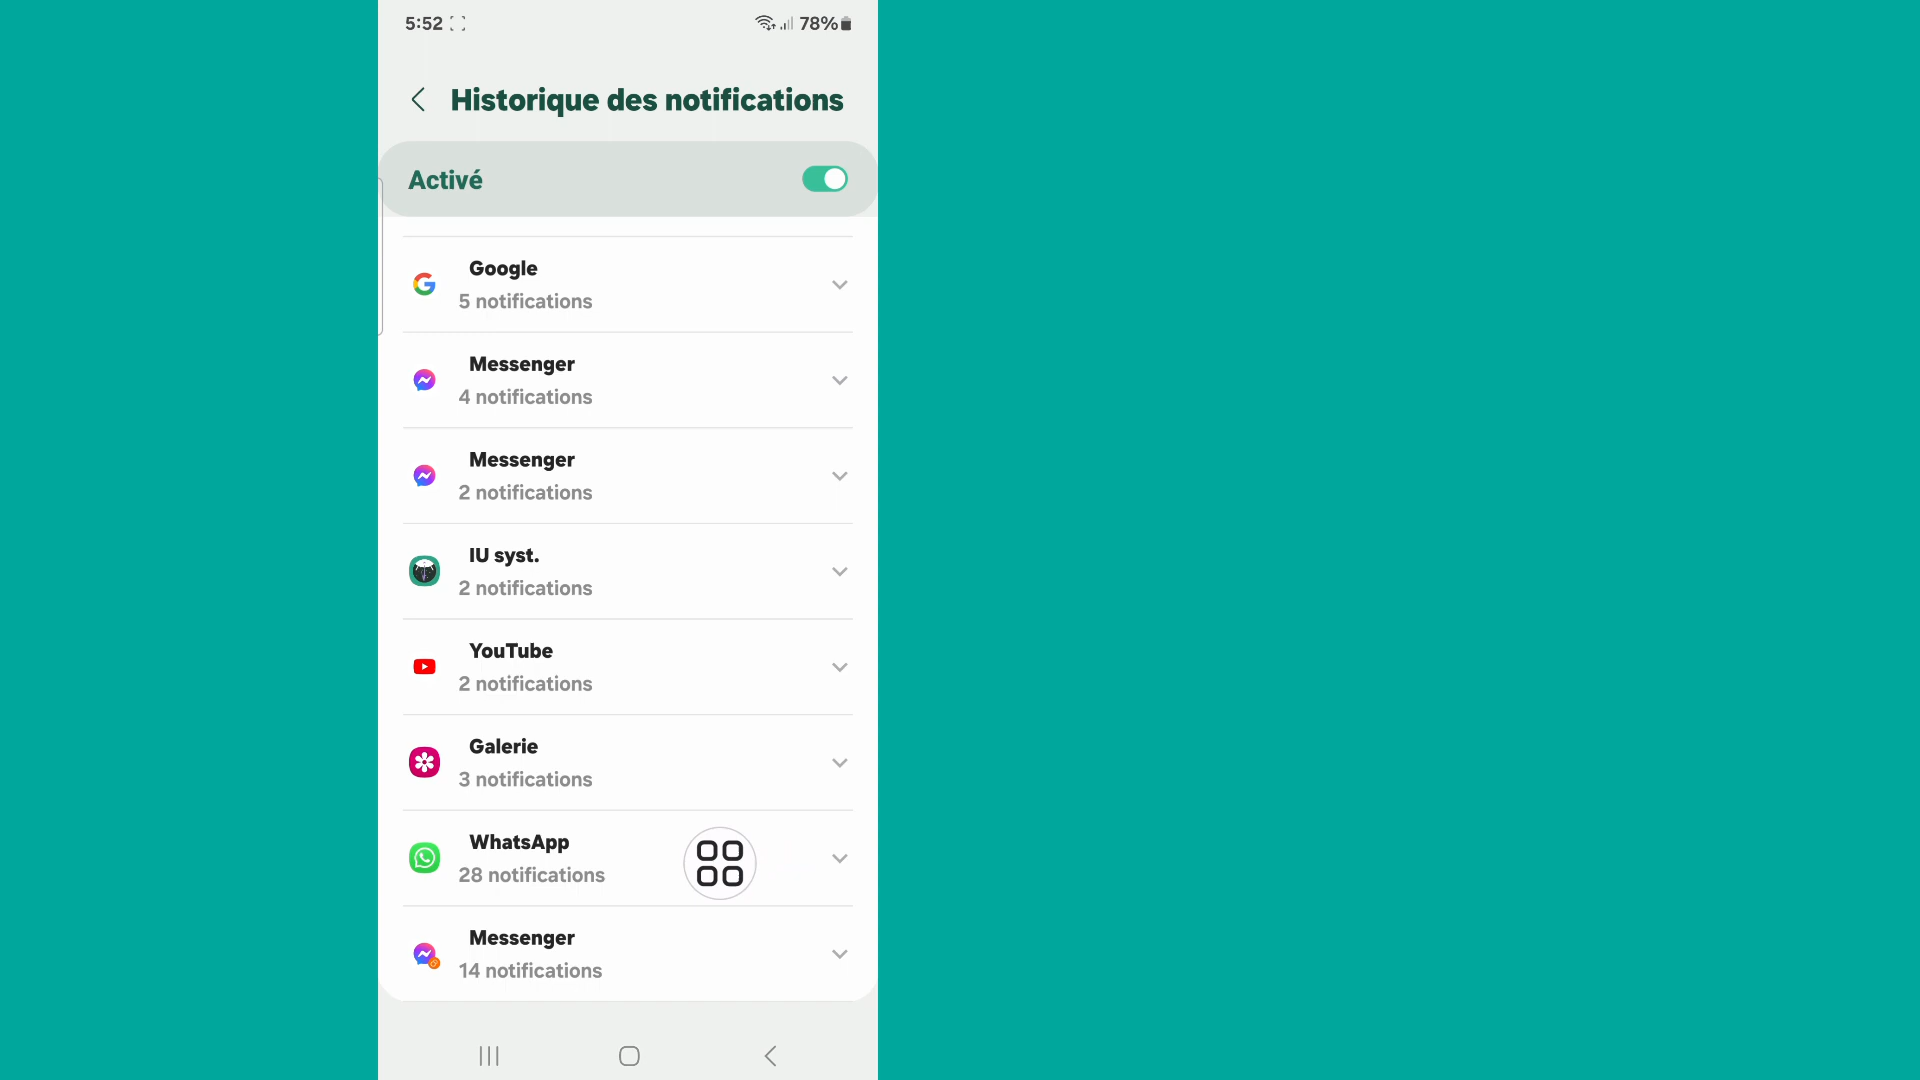 5:52
78%
Historique des notifications
Activé
Google
5 notifications
Messenger
4 notifications
Messenger
2 notifications
IU syst.
2 notifications
YouTube
2 notifications
Galerie
3 notifications
WhatsApp
28 notifications
Messenger
14 notifications